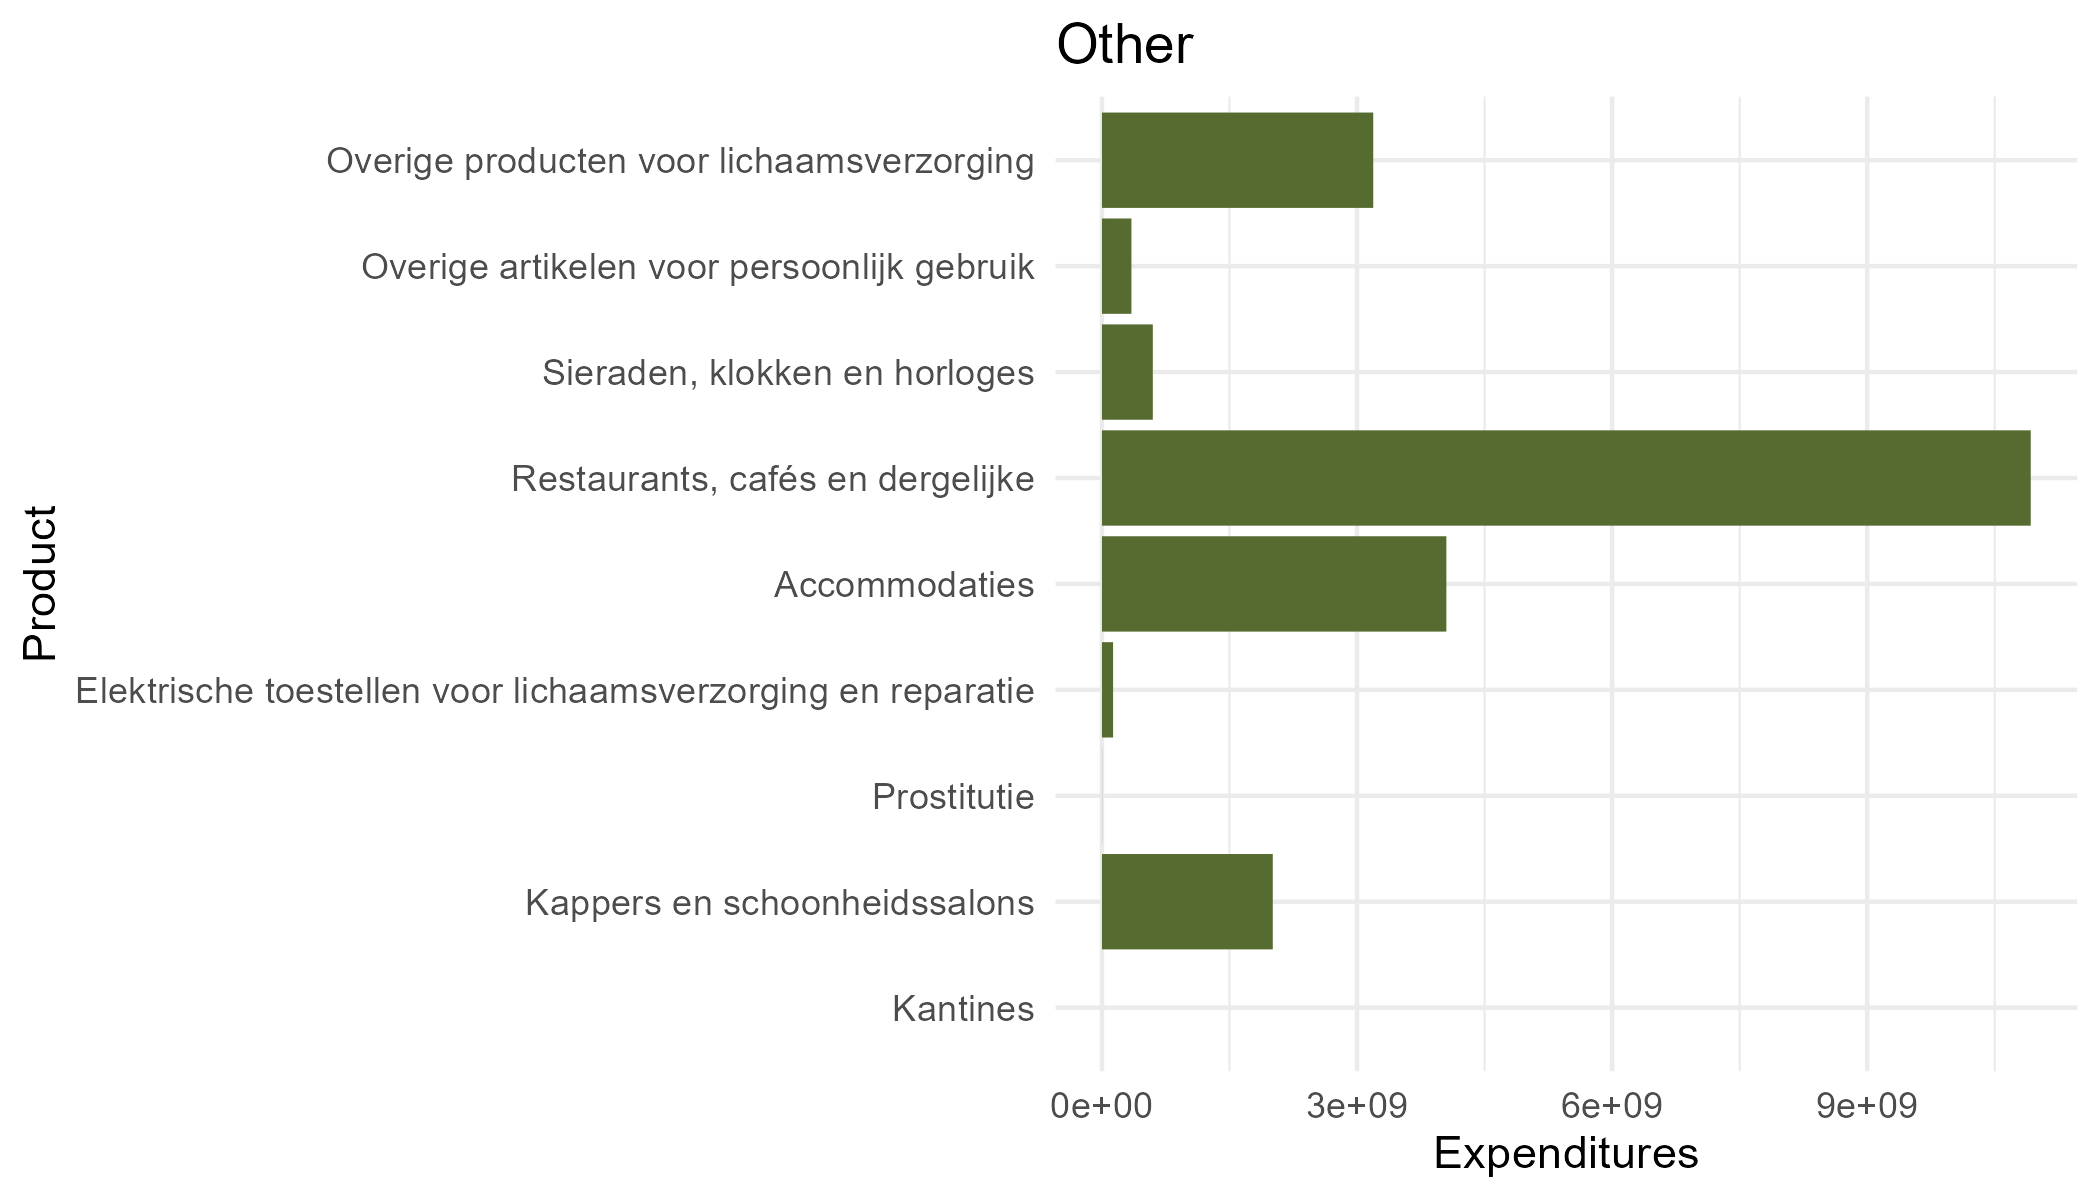 Other
Product
Overige producten voor lichaamsverzorging
Overige artikelen voor persoonlijk gebruik
Sieraden, klokken en horloges
Restaurants, cafés en dergelijke
Accommodaties
Elektrische toestellen voor lichaamsverzorging en reparatie
Prostitutie
Kappers en schoonheidssalons
Kantines
0e+00 3e+09 6e+09 9e+09
Expenditures